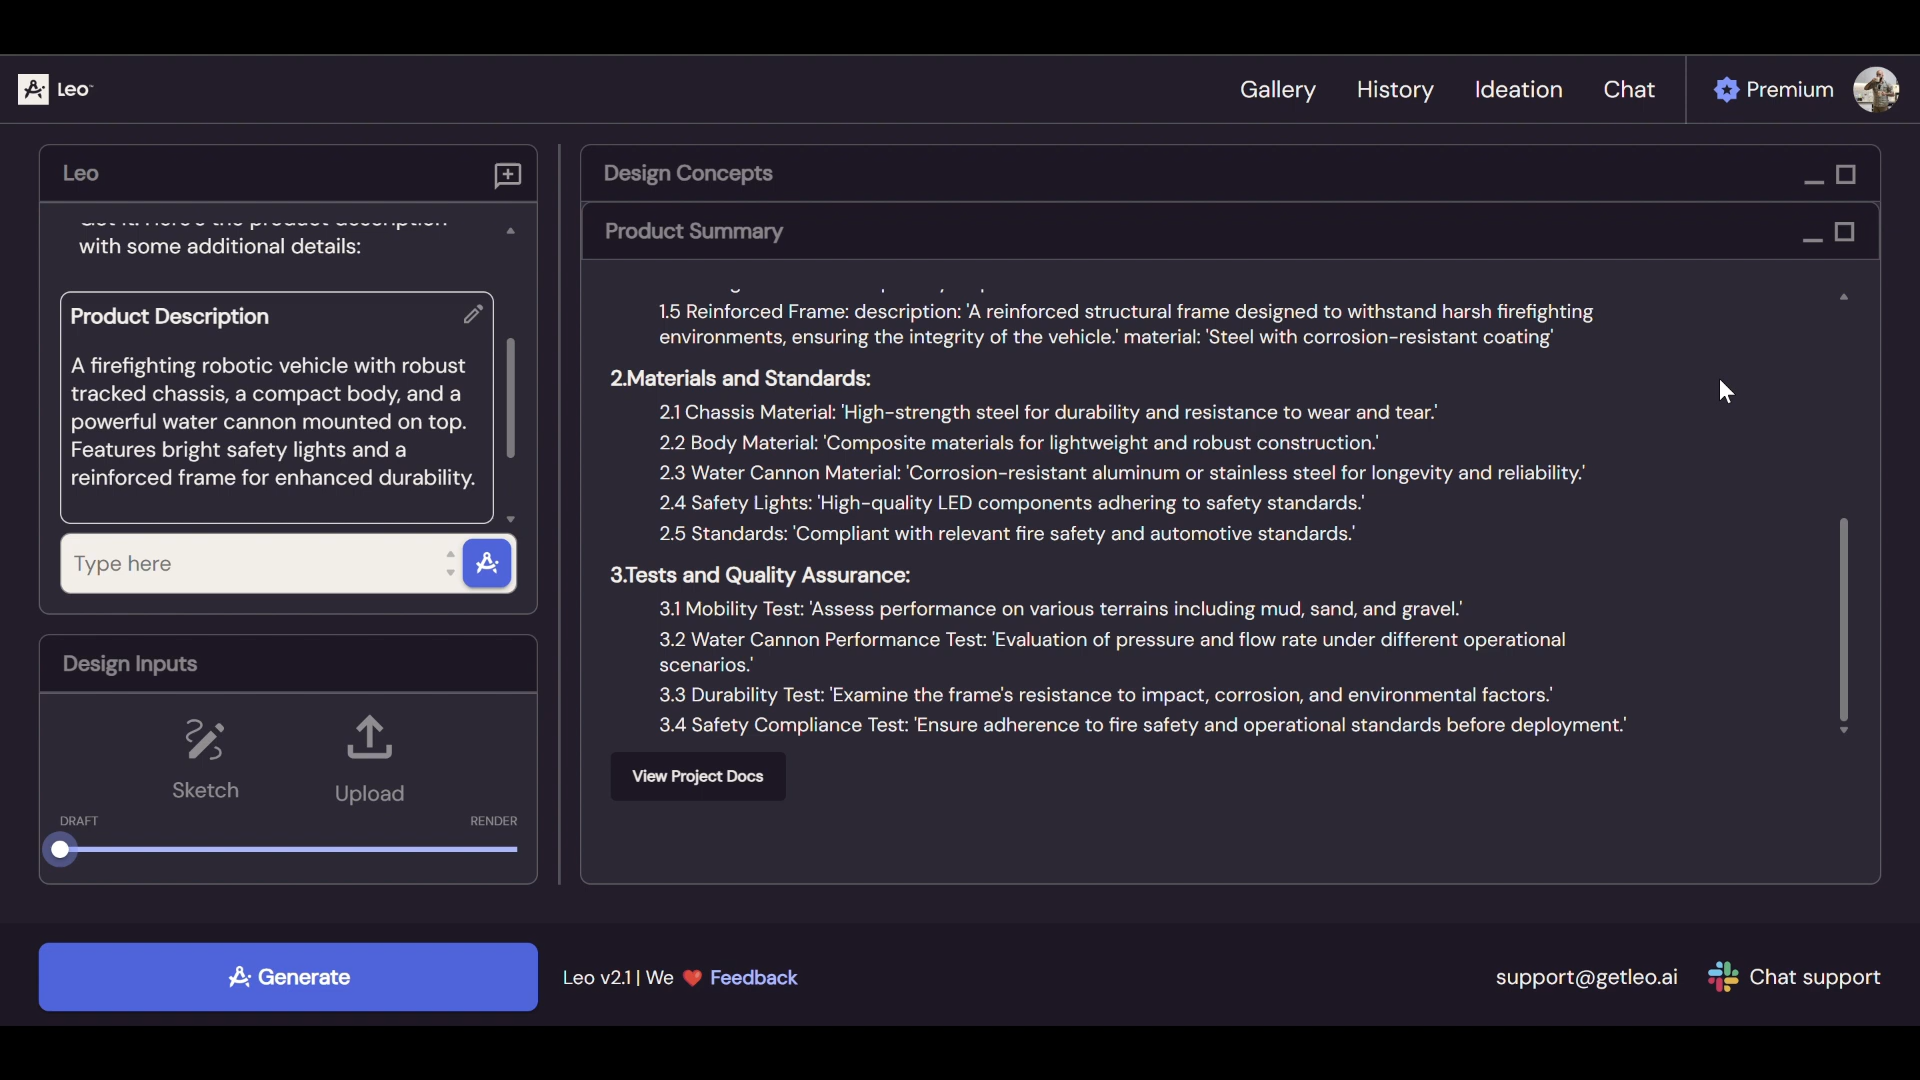 Leo™
Gallery
History
Ideation
Chat
Premium
Leo
with some additional details:
Product Description
A firefighting robotic vehicle with robust
tracked chassis, a compact body, and a
powerful water cannon mounted on top.
Features bright safety lights and a
reinforced frame for enhanced durability.
Type here
Design Inputs
Sketch
Upload
DRAFT
RENDER
Generate
Design Concepts
Product Summary
1.5 Reinforced Frame: description: 'A reinforced structural frame designed to withstand harsh firefighting
environments, ensuring the integrity of the vehicle.' material: 'Steel with corrosion-resistant coating'
2.Materials and Standards:
2.1 Chassis Material: 'High-strength steel for durability and resistance to wear and tear.'
2.2 Body Material: 'Composite materials for lightweight and robust construction.'
2.3 Water Cannon Material: 'Corrosion-resistant aluminum or stainless steel for longevity and reliability.'
2.4 Safety Lights: 'High-quality LED components adhering to safety standards.'
2.5 Standards: 'Compliant with relevant fire safety and automotive standards.'
3.Tests and Quality Assurance:
3.1 Mobility Test: 'Assess performance on various terrains including mud, sand, and gravel.'
3.2 Water Cannon Performance Test: 'Evaluation of pressure and flow rate under different operational
scenarios.'
3.3 Durability Test: 'Examine the frame's resistance to impact, corrosion, and environmental factors.'
3.4 Safety Compliance Test: 'Ensure adherence to fire safety and operational standards before deployment.'
View Project Docs
Leo v2.1 | We ❤️ Feedback
support@getleo.ai
Chat support